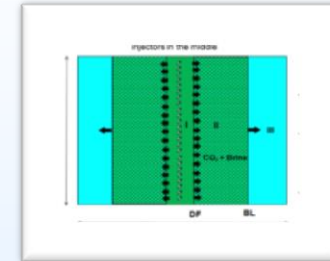 injectors in the middle
I
II
III
CO₂ + Brine
DF
BL